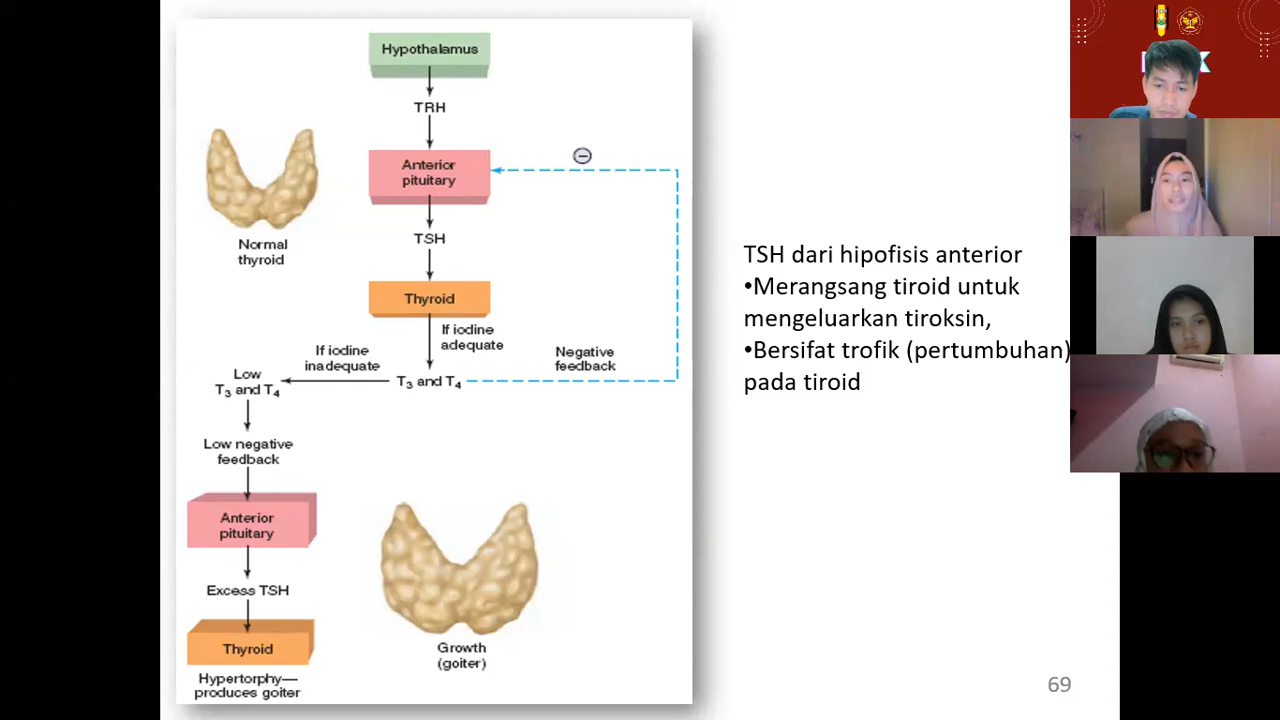 Hypothalamus
TRH
Anterior
pituitary
TSH
Thyroid
If iodine
adequate
If iodine
inadequate
Negative
feedback
T3 and T4
Low
T3 and T4
Low negative
feedback
Anterior
pituitary
Excess TSH
Thyroid
Hypertorphy—
produces goiter
Normal
thyroid
Growth
(goiter)
TSH dari hipofisis anterior
•Merangsang tiroid untuk
mengeluarkan tiroksin,
•Bersifat trofik (pertumbuhan)
pada tiroid
69